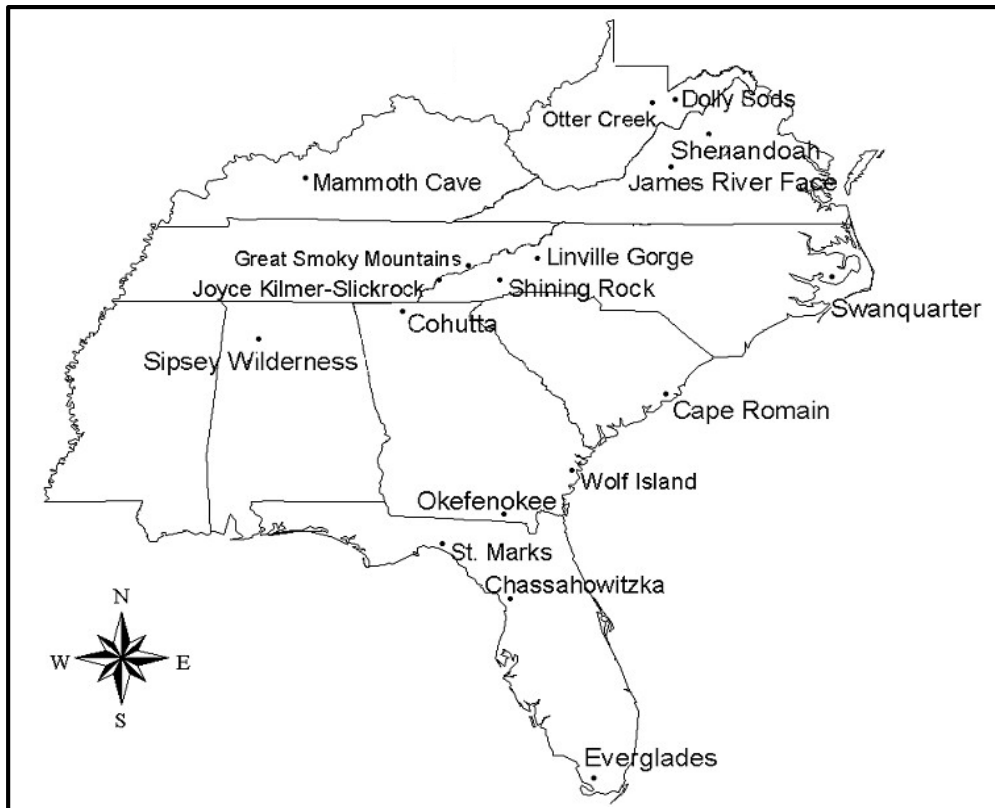 Dolly Sods
Otter Creek
Shenandoah
James River Face
Mammoth Cave
Great Smoky Mountains
Linville Gorge
Joyce Kilmer-Slickrock
Shining Rock
Swanquarter
Cohutta
Sipsey Wilderness
Cape Romain
Wolf Island
Okefenokee
St. Marks
Chassahowitzka
N
W
E
S
Everglades